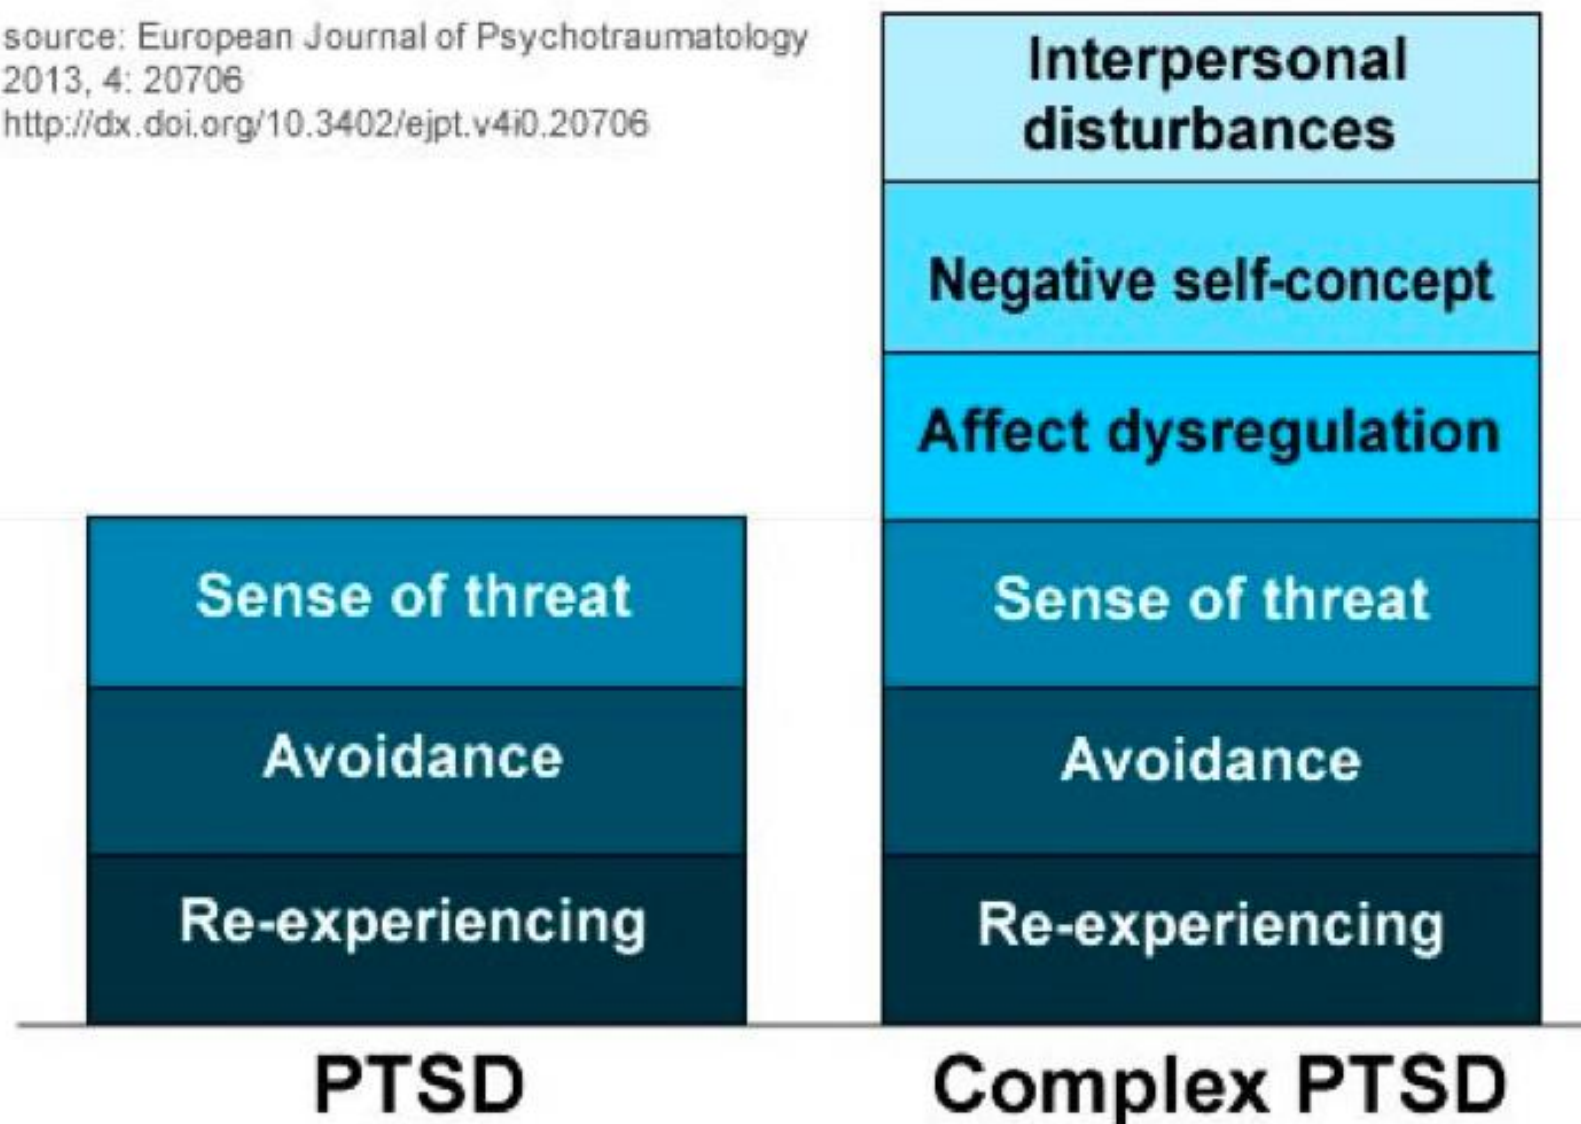 source: European Journal of Psychotraumatology
2013, 4: 20706
http://dx.doi.org/10.3402/ejpt.v4i0.20706
Sense of threat
Avoidance
Re-experiencing
PTSD
Interpersonal
disturbances
Negative self-concept
Affect dysregulation
Sense of threat
Avoidance
Re-experiencing
Complex PTSD